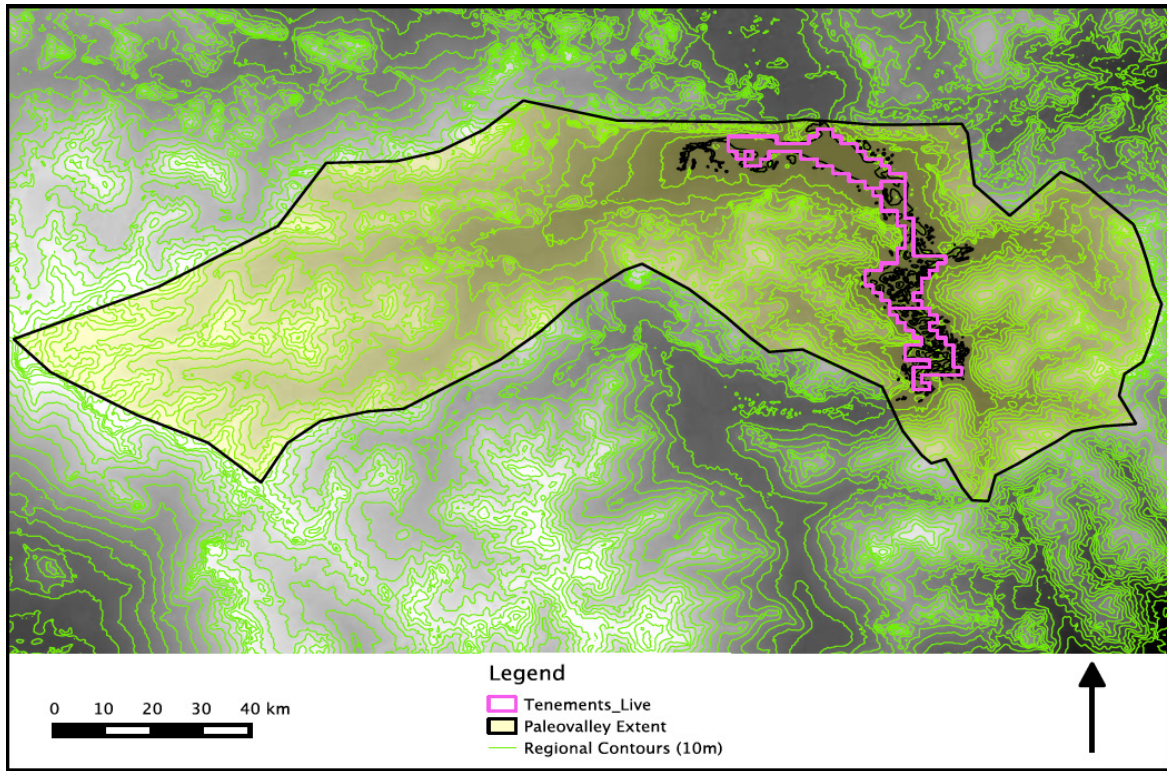 Legend
0 10 20 30 40 km
Tenements_Live
Paleovalley Extent
Regional Contours (10m)